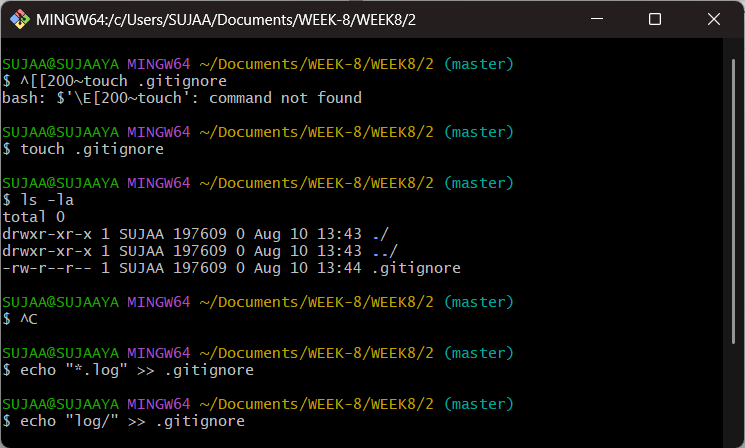 MINGW64:/c/Users/SUJAA/Documents/WEEK-8/WEEK8/2
SUJAA@SUJAAYA MINGW64 ~/Documents/WEEK-8/WEEK8/2 (master)
$ ^[[200~touch .gitignore
bash: $'\E[200~touch': command not found
SUJAA@SUJAAYA MINGW64 ~/Documents/WEEK-8/WEEK8/2 (master)
$ touch .gitignore
SUJAA@SUJAAYA MINGW64 ~/Documents/WEEK-8/WEEK8/2 (master)
$ ls -la
total 0
drwxr-xr-x 1 SUJAA 197609 0 Aug 10 13:43 ./
drwxr-xr-x 1 SUJAA 197609 0 Aug 10 13:43 ../
-rw-r--r-- 1 SUJAA 197609 0 Aug 10 13:44 .gitignore
SUJAA@SUJAAYA MINGW64 ~/Documents/WEEK-8/WEEK8/2 (master)
$ ^C
SUJAA@SUJAAYA MINGW64 ~/Documents/WEEK-8/WEEK8/2 (master)
$ echo "*.log" >> .gitignore
SUJAA@SUJAAYA MINGW64 ~/Documents/WEEK-8/WEEK8/2 (master)
$ echo "log/" >> .gitignore